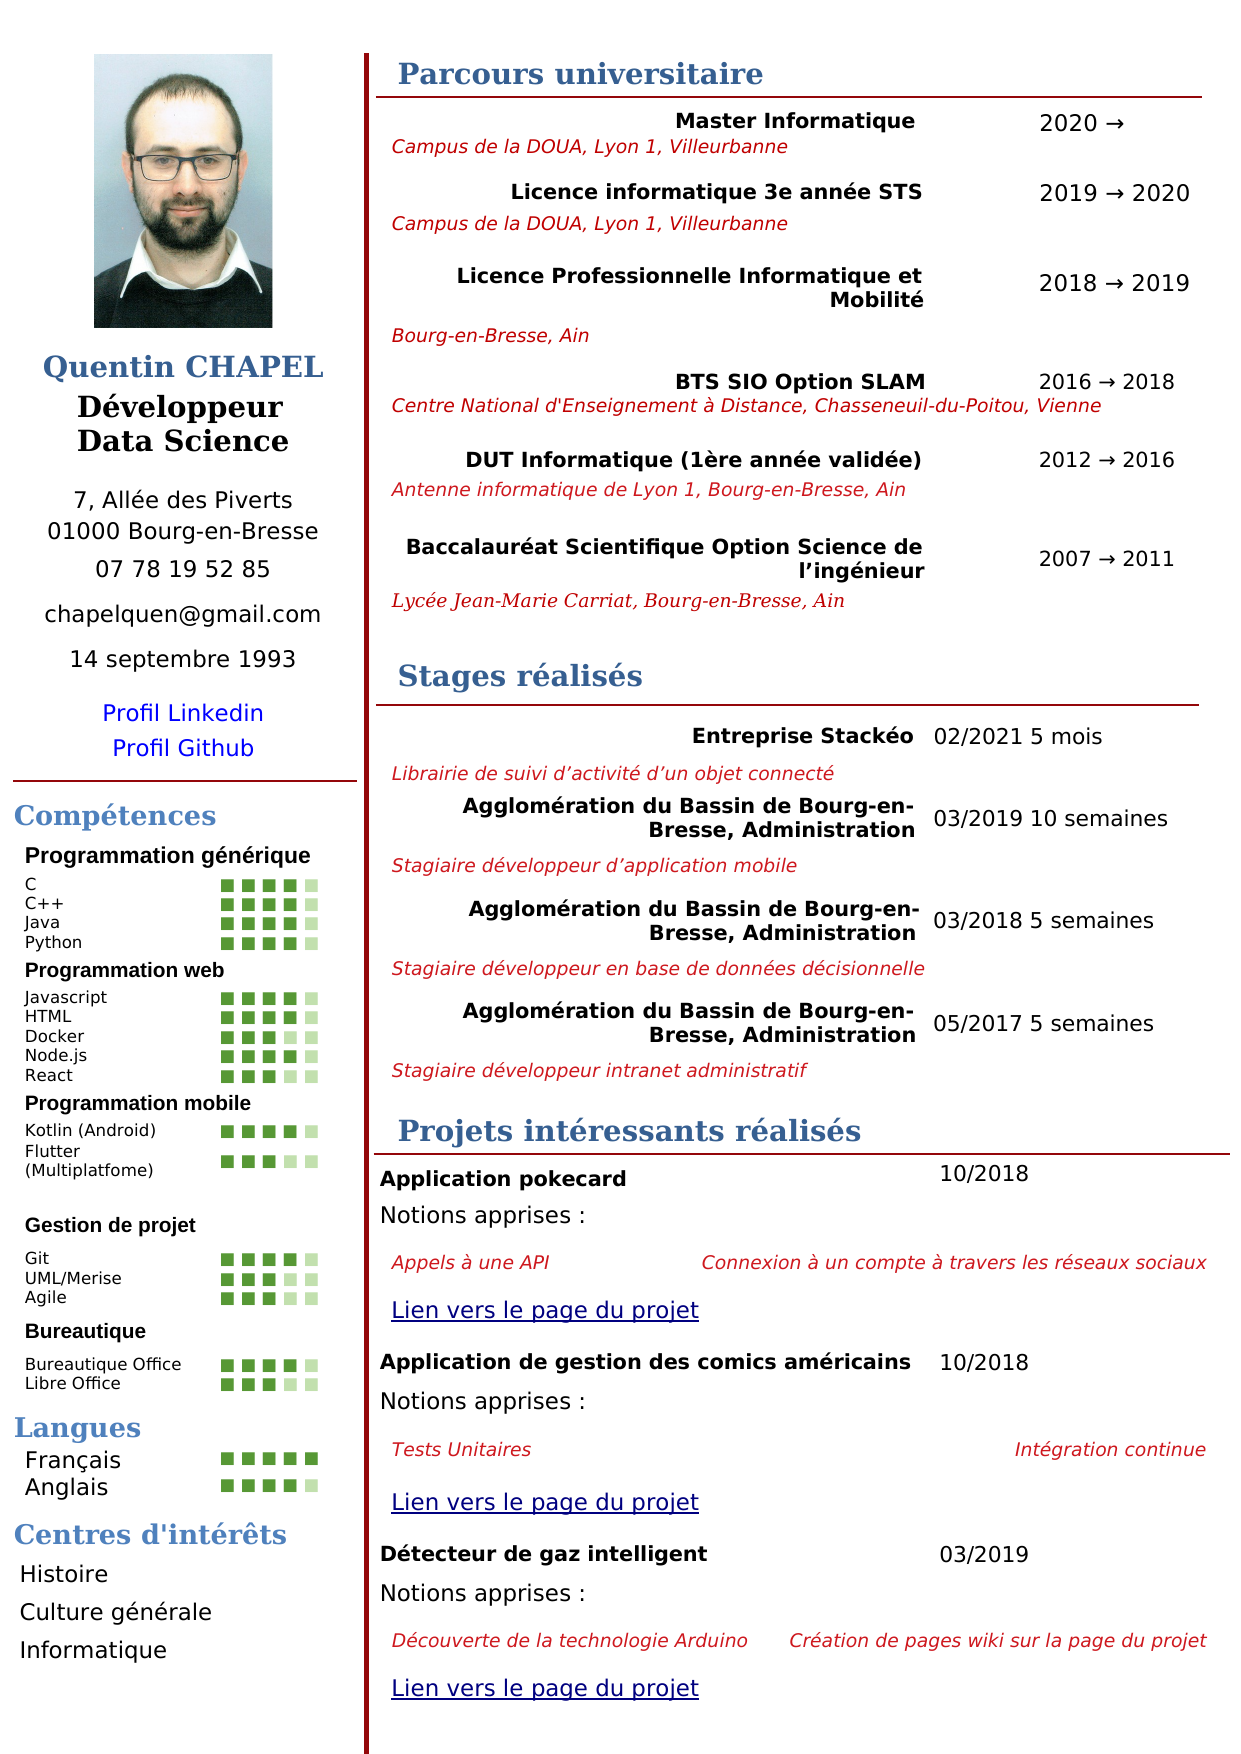 Quentin CHAPEL
Développeur
Data Science
7, Allée des Piverts
01000 Bourg-en-Bresse
07 78 19 52 85
chapelquen@gmail.com
14 septembre 1993
Profil Linkedin
Profil Github
Compétences
Programmation générique
C
C++
Java
Python
Programmation web
Javascript
HTML
Docker
Node.js
React
Programmation mobile
Kotlin (Android)
Flutter
(Multiplatfome)
Gestion de projet
Git
UML/Merise
Agile
Bureautique
Bureautique Office
Libre Office
Langues
Français
Anglais
Centres d'intérêts
Histoire
Culture générale
Informatique
Parcours universitaire
Master Informatique 2020 →
Campus de la DOUA, Lyon 1, Villeurbanne
Licence informatique 3e année STS 2019 → 2020
Campus de la DOUA, Lyon 1, Villeurbanne
Licence Professionnelle Informatique et
Mobilité 2018 → 2019
Bourg-en-Bresse, Ain
BTS SIO Option SLAM 2016 → 2018
Centre National d'Enseignement à Distance, Chasseneuil-du-Poitou, Vienne
DUT Informatique (1ère année validée) 2012 → 2016
Antenne informatique de Lyon 1, Bourg-en-Bresse, Ain
Baccalauréat Scientifique Option Science de
l’ingénieur 2007 → 2011
Lycée Jean-Marie Carriat, Bourg-en-Bresse, Ain
Stages réalisés
Entreprise Stackéo 02/2021 5 mois
Librairie de suivi d’activité d’un objet connecté
Agglomération du Bassin de Bourg-en-
Bresse, Administration 03/2019 10 semaines
Stagiaire développeur d’application mobile
Agglomération du Bassin de Bourg-en-
Bresse, Administration 03/2018 5 semaines
Stagiaire développeur en base de données décisionnelle
Agglomération du Bassin de Bourg-en-
Bresse, Administration 05/2017 5 semaines
Stagiaire développeur intranet administratif
Projets intéressants réalisés
Application pokecard 10/2018
Notions apprises :
Appels à une API Connexion à un compte à travers les réseaux sociaux
Lien vers le page du projet
Application de gestion des comics américains 10/2018
Notions apprises :
Tests Unitaires Intégration continue
Lien vers le page du projet
Détecteur de gaz intelligent 03/2019
Notions apprises :
Découverte de la technologie Arduino Création de pages wiki sur la page du projet
Lien vers le page du projet